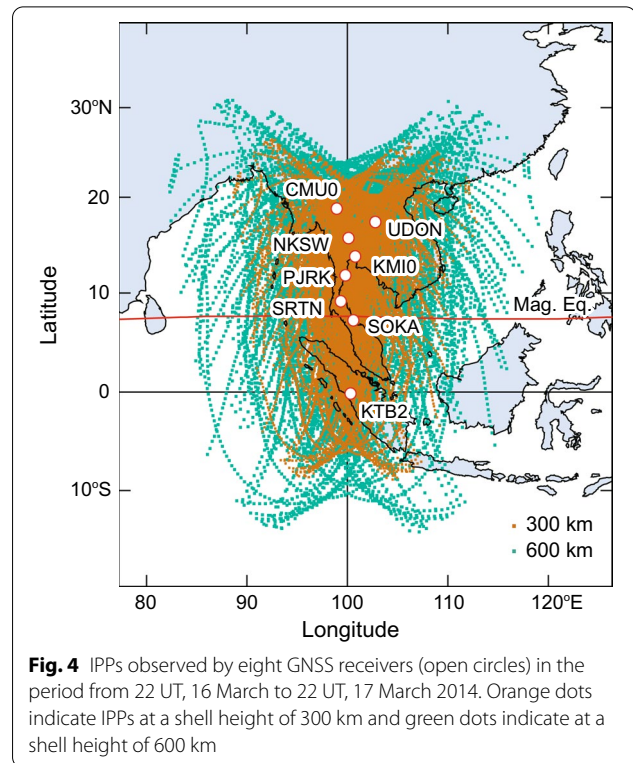 30°N
20
10
0
10°S
Latitude
CMU0
UDON
NKSW
KMI0
PJRK
SRTN
Mag. Eq.
SOKA
KTB2
300 km
600 km
80
90
100
110
120°E
Longitude
Fig. 4 IPPs observed by eight GNSS receivers (open circles) in the
period from 22 UT, 16 March to 22 UT, 17 March 2014. Orange dots
indicate IPPs at a shell height of 300 km and green dots indicate at a
shell height of 600 km